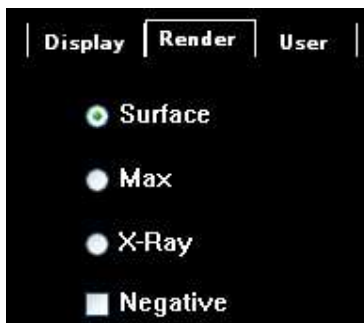 Display Render User
Surface
Max
X-Ray
Negative